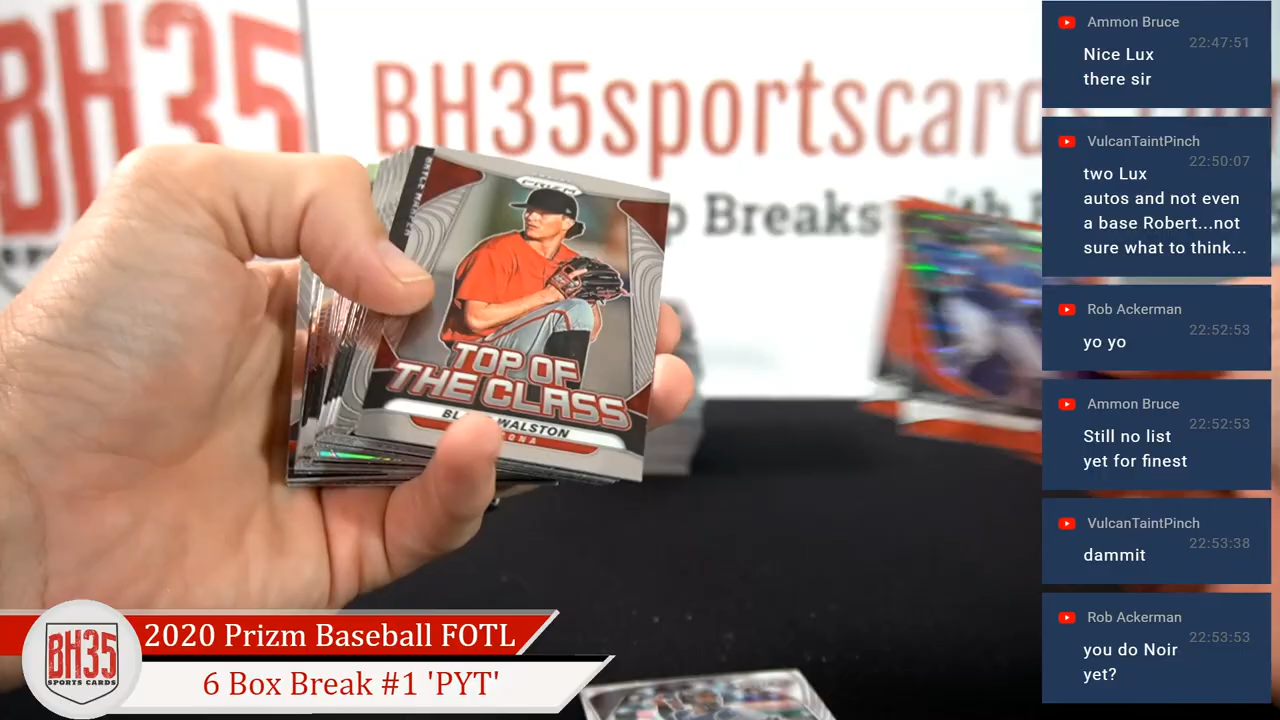 BH35
BH35sportscards
Breaks
PRIZM
TOP OF
THE CLASS
WALSTON
2020 Prizm Baseball FOTL
6 Box Break #1 'PYT'
BH35
SPORTS CARDS
Ammon Bruce
22:47:51
Nice Lux
there sir
VulcanTaintPinch
22:50:07
two Lux
autos and not even
a base Robert...not
sure what to think...
Rob Ackerman
22:52:53
yo yo
Ammon Bruce
22:52:53
Still no list
yet for finest
VulcanTaintPinch
22:53:38
dammit
Rob Ackerman
22:53:53
you do Noir
yet?